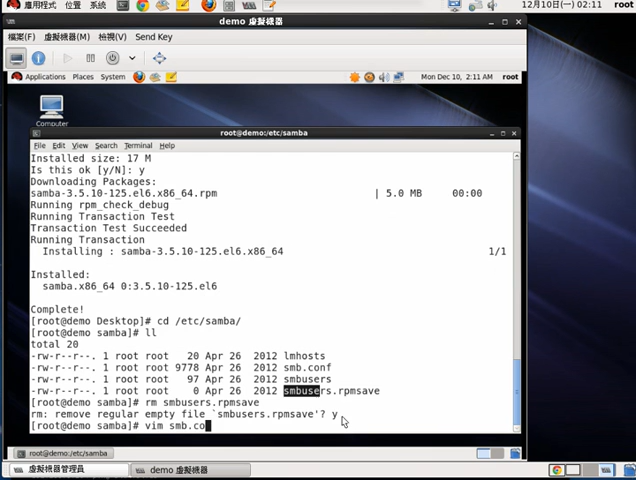 應用程式 位置 系統 12月10日(一) 02:11
demo 虛擬機器
檔案(F) 虛擬機器(M) 檢視(V) Send Key
Applications Places System Mon Dec 10, 2:11 AM root
Computer
root@demo:/etc/samba
File Edit View Search Terminal Help
Installed size: 17 M
Is this ok [y/N]: y
Downloading Packages:
samba-3.5.10-125.el6.x86_64.rpm | 5.0 MB 00:00
Running rpm_check_debug
Running Transaction Test
Transaction Test Succeeded
Running Transaction
Installing : samba-3.5.10-125.el6.x86_64 1/1
Installed:
samba.x86_64 0:3.5.10-125.el6
Complete!
[root@demo Desktop]# cd /etc/samba/
[root@demo samba]# ll
total 20
-rw-r--r--. 1 root root 20 Apr 26 2012 lmhosts
-rw-r--r--. 1 root root 9778 Apr 26 2012 smb.conf
-rw-r--r--. 1 root root 97 Apr 26 2012 smbusers
-rw-r--r--. 1 root root 0 Apr 26 2012 smbusers.rpmsave
[root@demo samba]# rm smbusers.rpmsave
rm: remove regular empty file `smbusers.rpmsave'? y
[root@demo samba]# vim smb.co
root@demo:/etc/samba
虛擬機器管理員 demo 虛擬機器